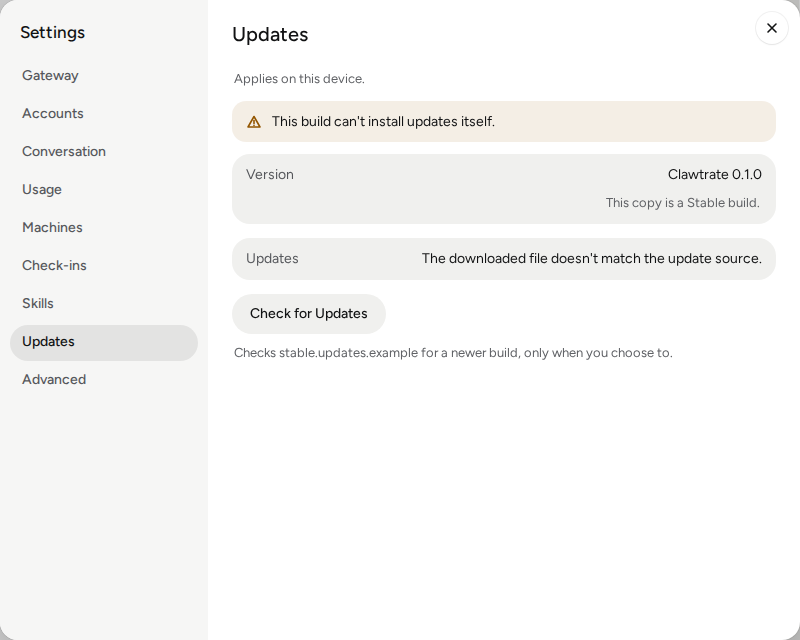 Settings
Gateway
Accounts
Conversation
Usage
Machines
Check-ins
Skills
Updates
Advanced
Updates
Applies on this device.
This build can't install updates itself.
Version
Clawtrate 0.1.0
This copy is a Stable build.
Updates
The downloaded file doesn't match the update source.
Check for Updates
Checks stable.updates.example for a newer build, only when you choose to.